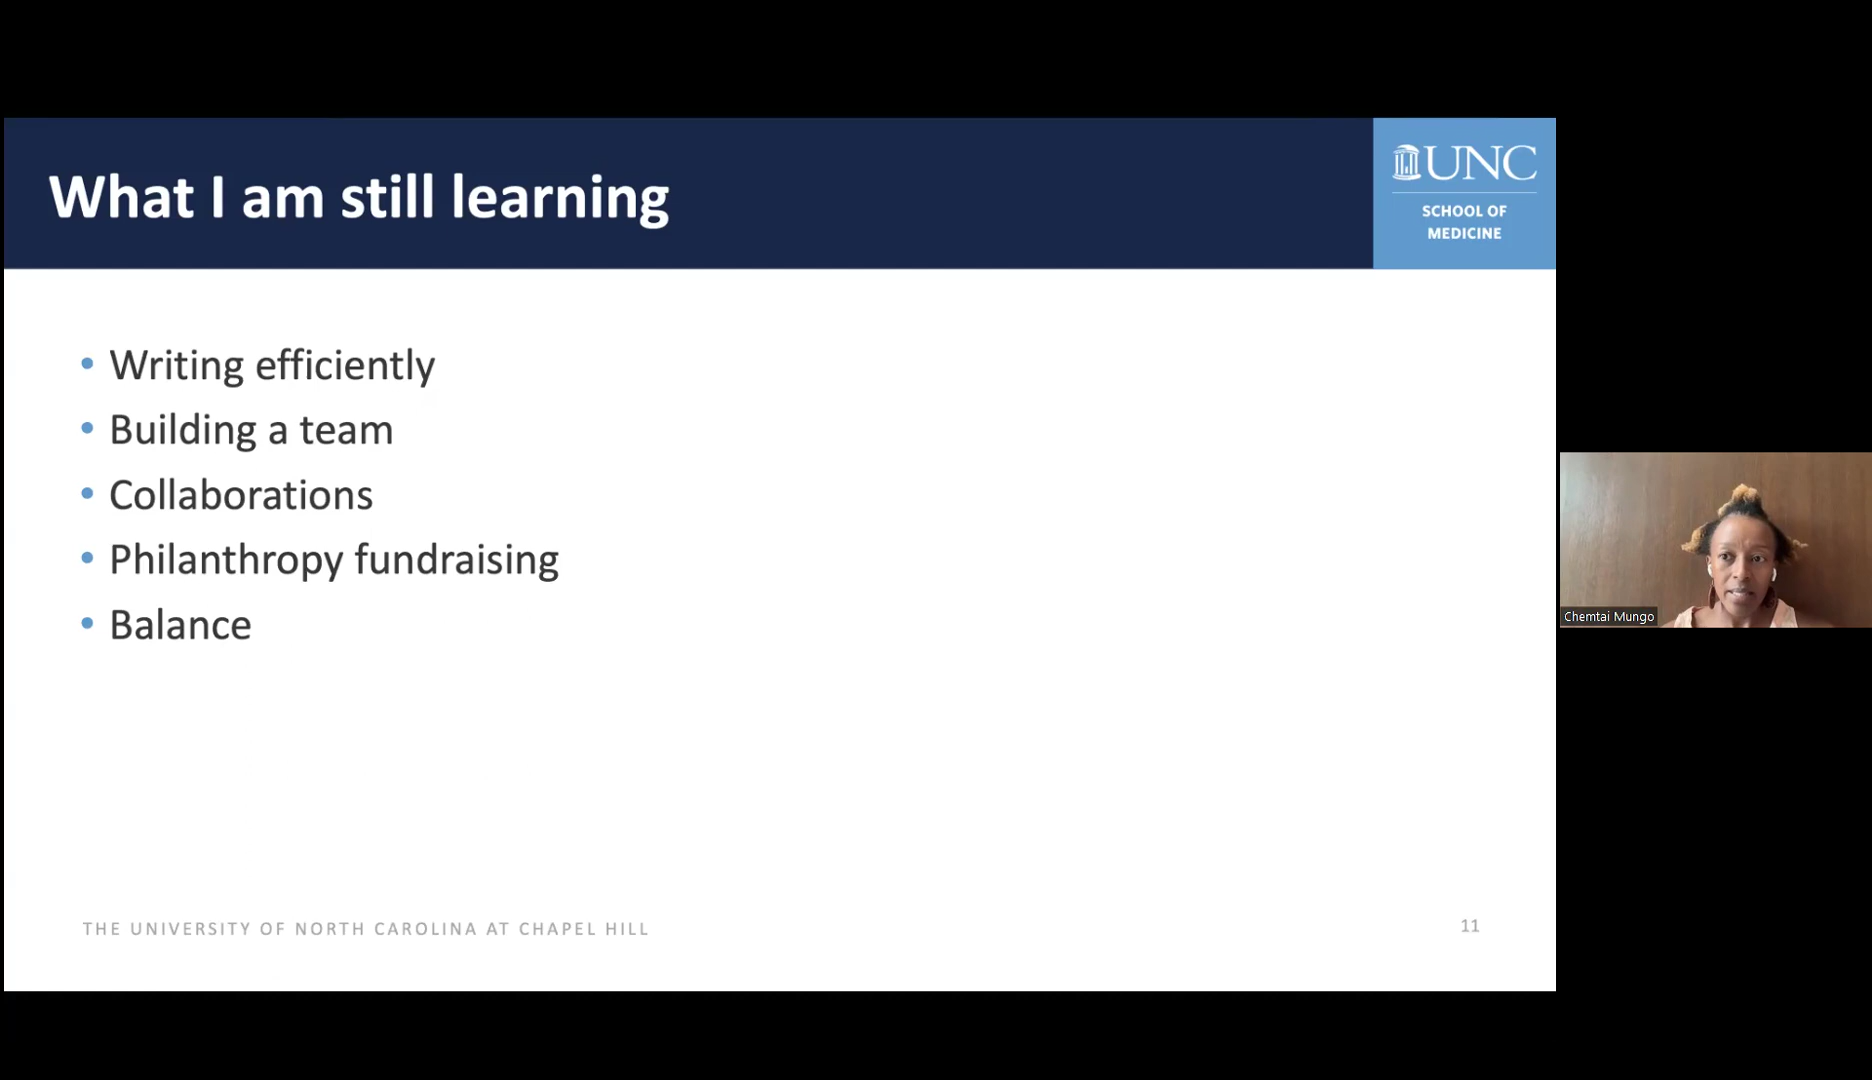 What I am still learning
UNC
SCHOOL OF
MEDICINE
• Writing efficiently
• Building a team
• Collaborations
• Philanthropy fundraising
• Balance
Chemtai Mungo
THE UNIVERSITY OF NORTH CAROLINA AT CHAPEL HILL
11